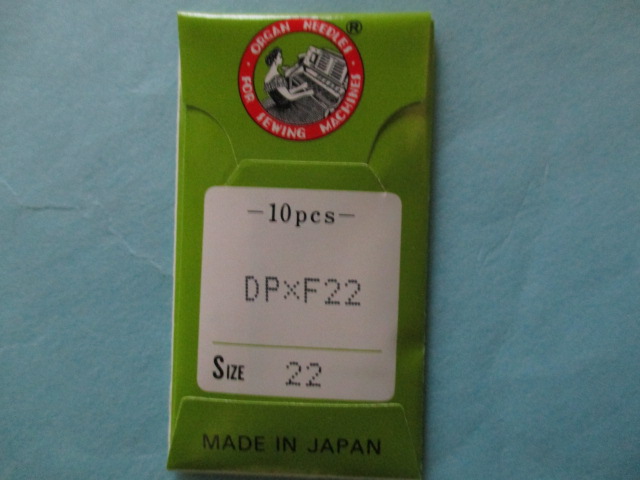 ORGAN NEEDLES ®
FOR SEWING MACHINES
-10pcs-
DP×F22
SIZE 22
MADE IN JAPAN